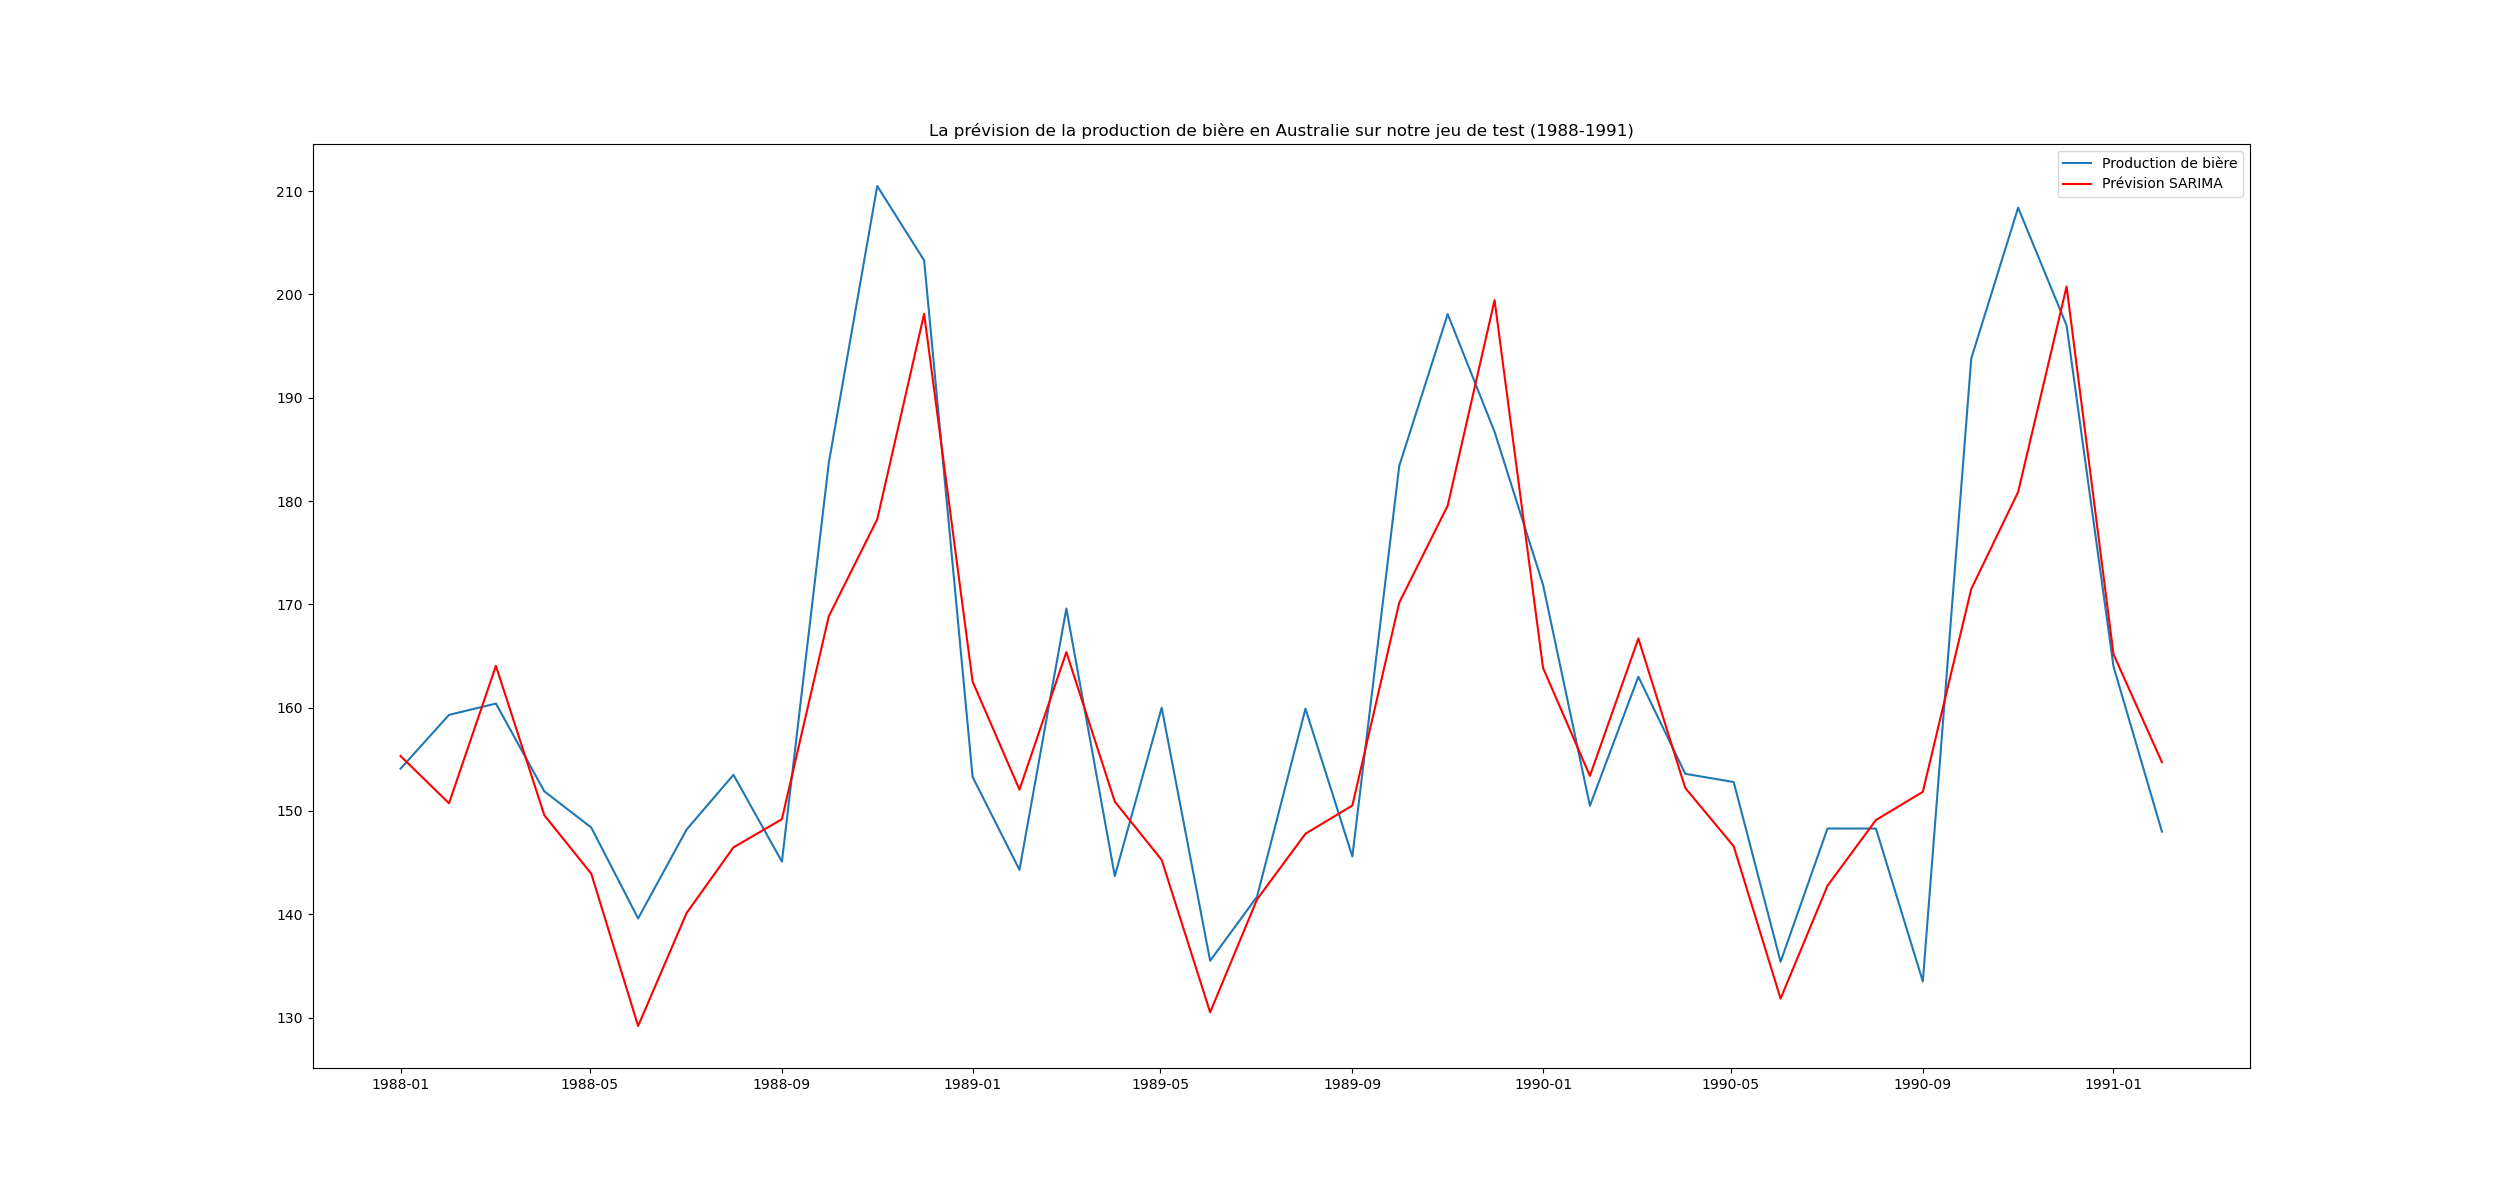 La prévision de la production de bière en Australie sur notre jeu de test (1988-1991)
Production de bière
Prévision SARIMA
210
200
190
180
170
160
150
140
130
1988-01 1988-05 1988-09 1989-01 1989-05 1989-09 1990-01 1990-05 1990-09 1991-01